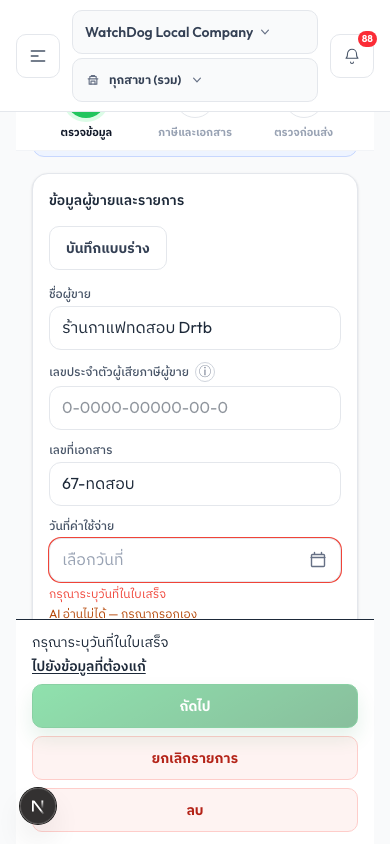 WatchDog Local Company
88
ทุกสาขา (รวม)
ตรวจข้อมูล
ภาษีและเอกสาร
ตรวจก่อนส่ง
ข้อมูลผู้ขายและรายการ
บันทึกแบบร่าง
ชื่อผู้ขาย
ร้านกาแฟทดสอบ Drtb
เลขประจำตัวผู้เสียภาษีผู้ขาย ⓘ
0-0000-00000-00-0
เลขที่เอกสาร
67-ทดสอบ
วันที่ค่าใช้จ่าย
เลือกวันที่
กรุณาระบุวันที่ในใบเสร็จ
AI อ่านไม่ได้ — กรุณากรอกเอง
กรุณาระบุวันที่ในใบเสร็จ
ไปยังข้อมูลที่ต้องแก้
ถัดไป
ยกเลิกรายการ
N
ลบ